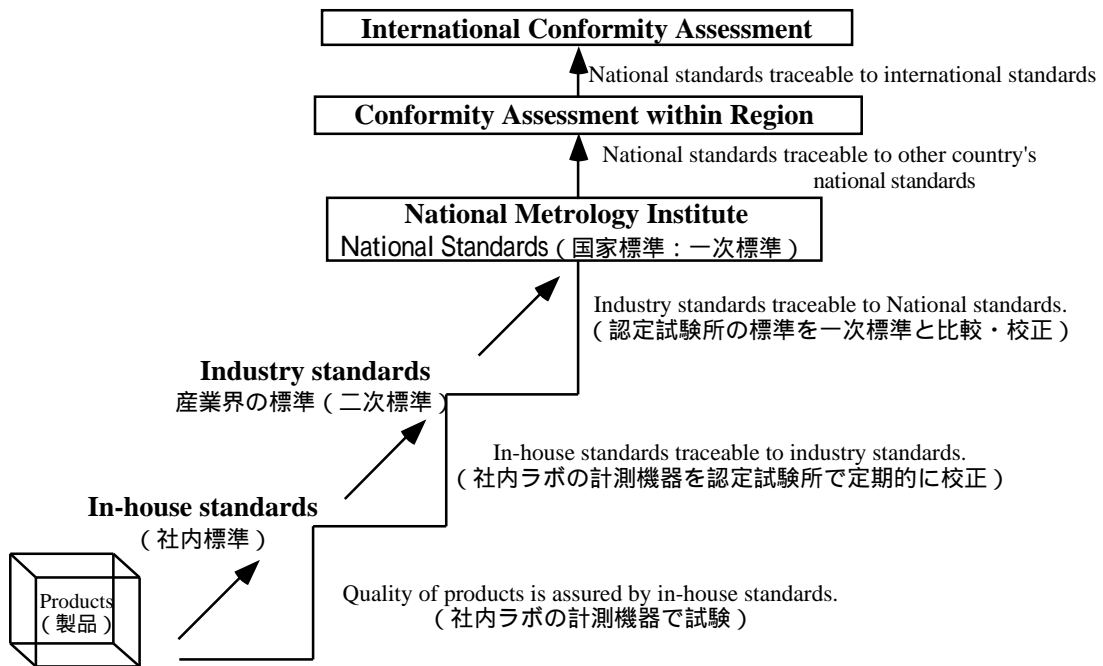 International Conformity Assessment
National standards traceable to international standards
Conformity Assessment within Region
National standards traceable to other country's
national standards
National Metrology Institute
National Standards（国家標準：一次標準）
Industry standards traceable to National standards.
（認定試験所の標準を一次標準と比較・校正）
Industry standards
産業界の標準（二次標準）
In-house standards traceable to industry standards.
（社内ラボの計測機器を認定試験所で定期的に校正）
In-house standards
（社内標準）
Products
（製品）
Quality of products is assured by in-house standards.
（社内ラボの計測機器で試験）